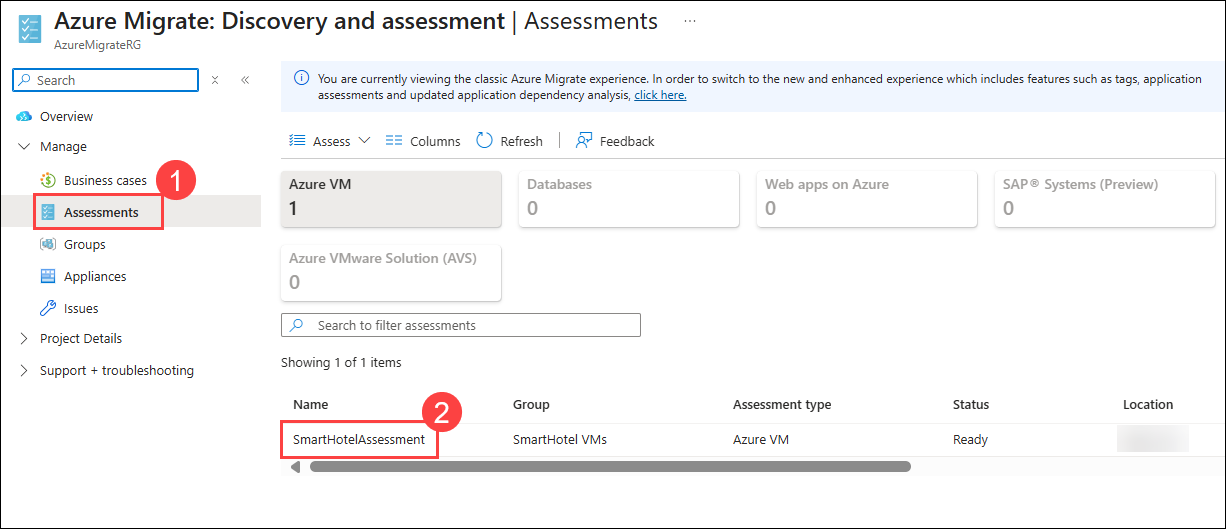 Azure Migrate: Discovery and assessment | Assessments ...
AzureMigrateRG
Search
You are currently viewing the classic Azure Migrate experience. In order to switch to the new and enhanced experience which includes features such as tags, application
assessments and updated application dependency analysis, click here.
Overview
Manage
Business cases
1
Assessments
Groups
Appliances
Issues
Project Details
Support + troubleshooting
Assess
Columns
Refresh
Feedback
Azure VM
1
Databases
0
Web apps on Azure
0
SAP® Systems (Preview)
0
Azure VMware Solution (AVS)
0
Search to filter assessments
Showing 1 of 1 items
Name Group Assessment type Status Location
2
SmartHotelAssessment SmartHotel VMs Azure VM Ready